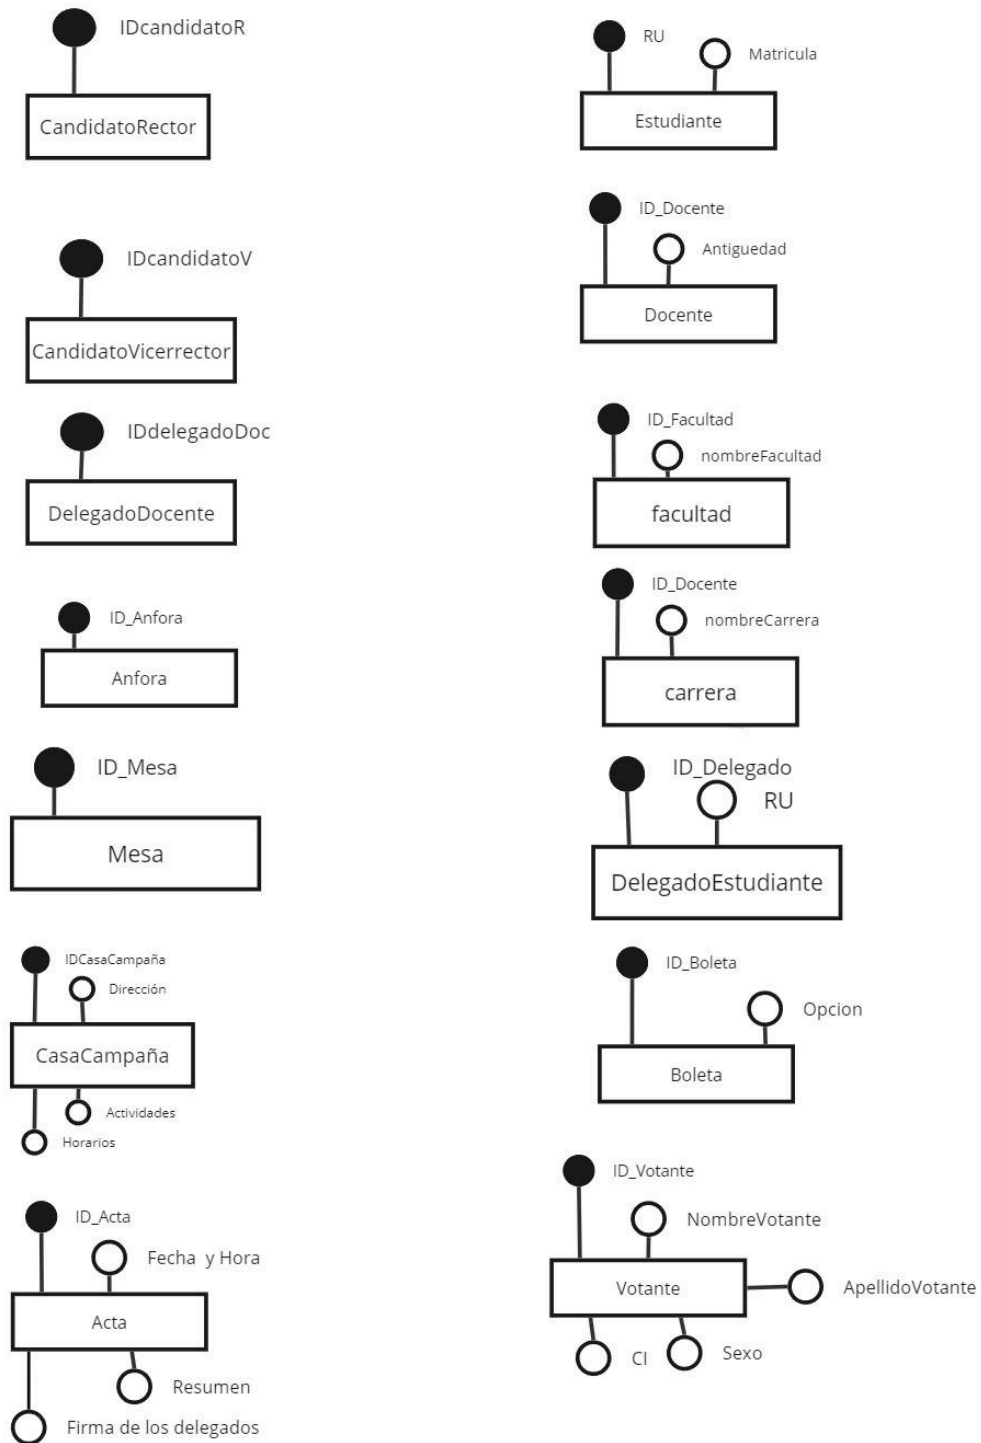 IDcandidatoR
CandidatoRector
IDcandidatoV
CandidatoVicerrector
IDdelegadoDoc
DelegadoDocente
ID_Anfora
Anfora
ID_Mesa
Mesa
IDCasaCampaña
Dirección
CasaCampaña
Actividades
Horarios
ID_Acta
Fecha y Hora
Acta
Resumen
Firma de los delegados
RU
Matricula
Estudiante
ID_Docente
Antiguedad
Docente
ID_Facultad
nombreFacultad
facultad
ID_Docente
nombreCarrera
carrera
ID_Delegado
RU
DelegadoEstudiante
ID_Boleta
Opcion
Boleta
ID_Votante
NombreVotante
Votante
ApellidoVotante
CI
Sexo